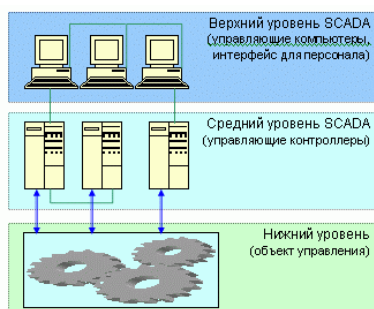 Верхний уровень SCADA
(управляющие компьютеры,
интерфейс для персонала)
Средний уровень SCADA
(управляющие контроллеры)
Нижний уровень
(объект управления)